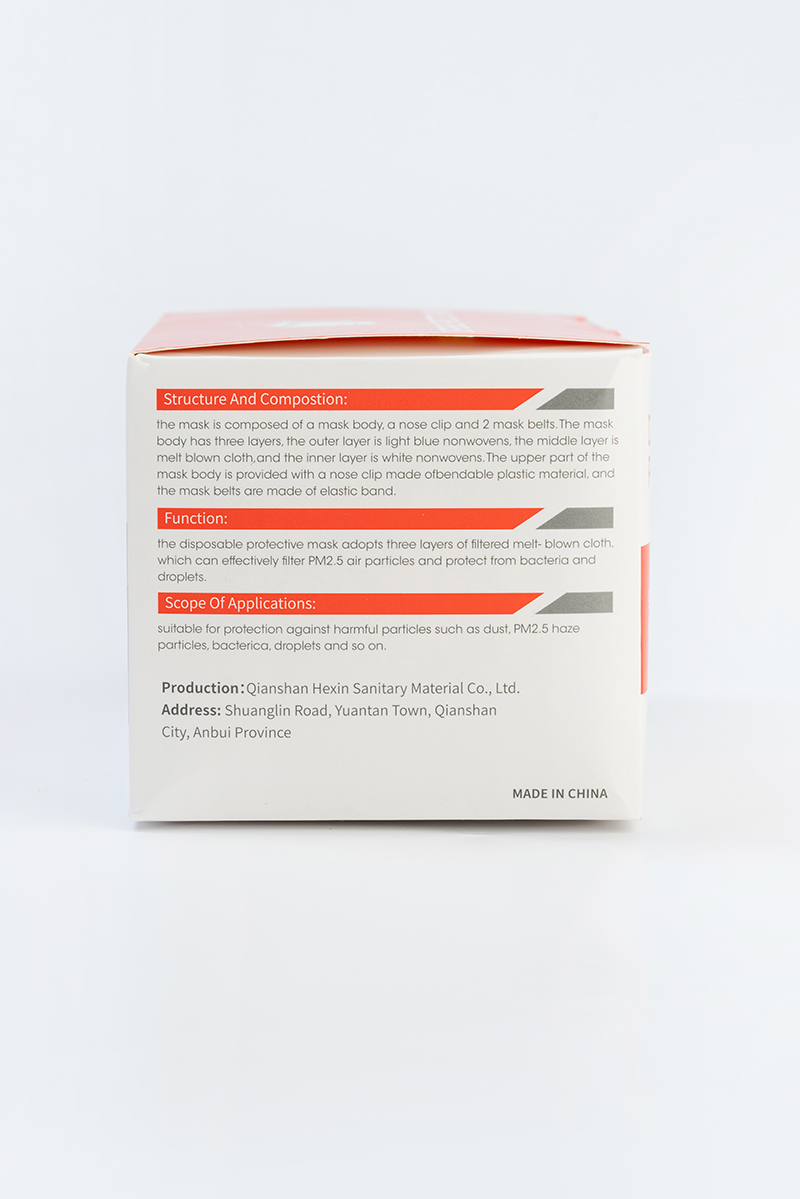 Structure And Compostion:
the mask is composed of a mask body, a nose clip and 2 mask belts.The mask
body has three layers, the outer layer is light blue nonwovens, the middle layer is
melt blown cloth,and the inner layer is white nonwovens.The upper part of the
mask body is provided with a nose clip made ofbendable plastic material, and
the mask belts are made of elastic band.
Function:
the disposable protective mask adopts three layers of filtered melt- blown cloth,
which can effectively filter PM2.5 air particles and protect from bacteria and
droplets.
Scope Of Applications:
suitable for protection against harmful particles such as dust, PM2.5 haze
particles, bacterica, droplets and so on.
Production:Qianshan Hexin Sanitary Material Co., Ltd.
Address: Shuanglin Road, Yuantan Town, Qianshan
City, Anbui Province
MADE IN CHINA